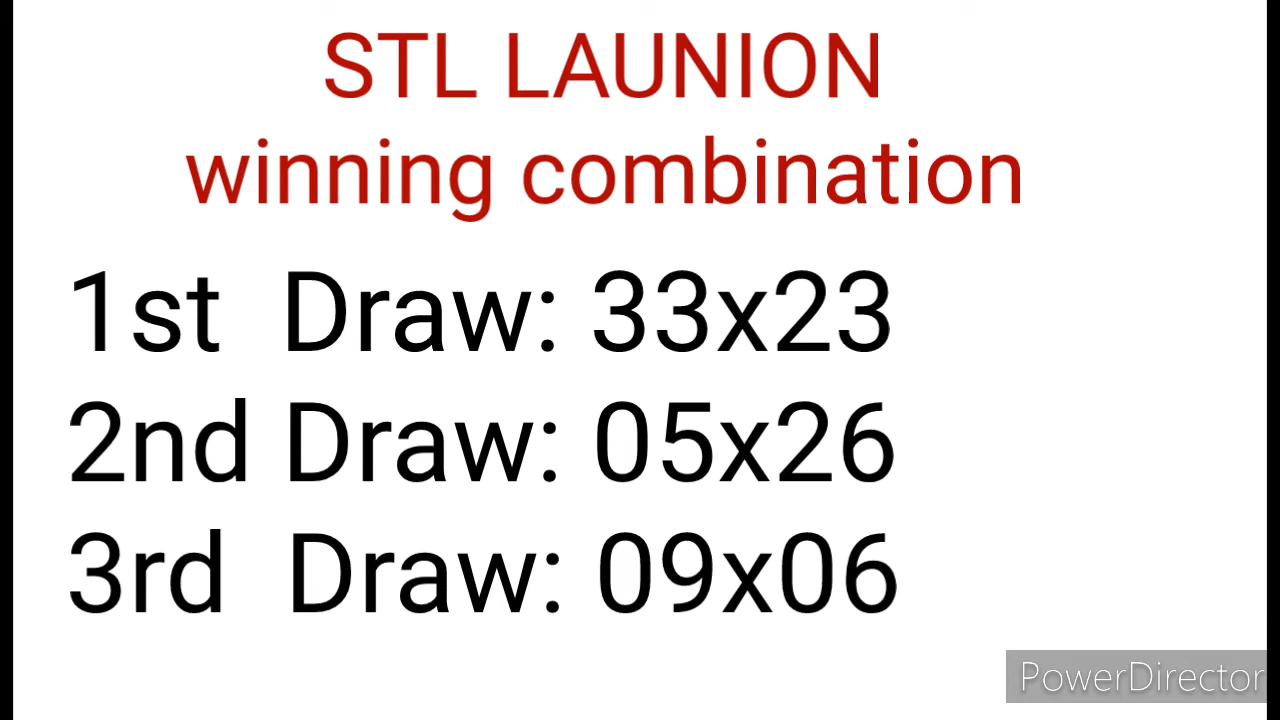 STL LAUNION
winning combination
1st Draw: 33x23
2nd Draw: 05x26
3rd Draw: 09x06
PowerDirector